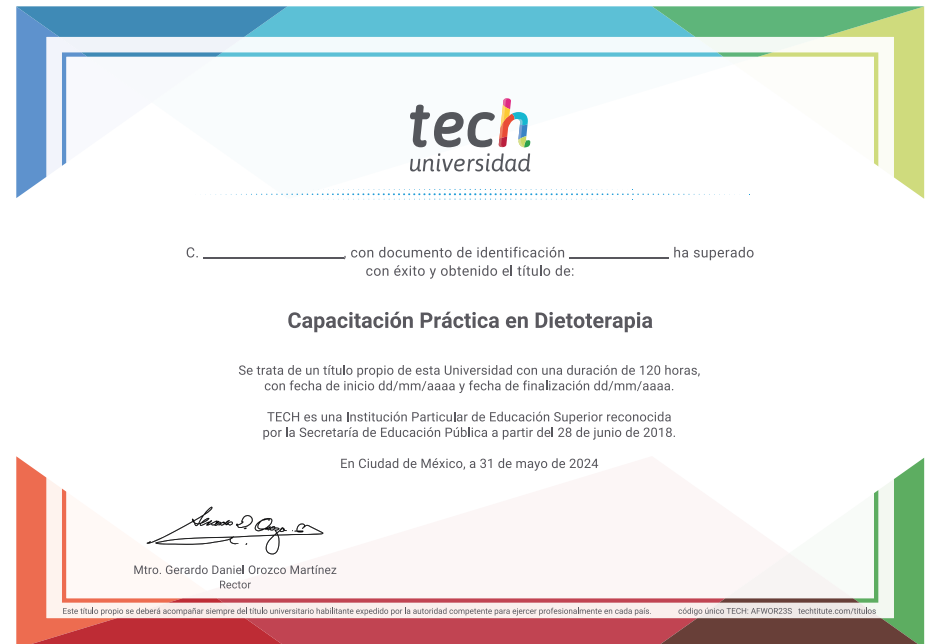 tech
universidad
C. ____________, con documento de identificación _________ ha superado
con éxito y obtenido el título de:
Capacitación Práctica en Dietoterapia
Se trata de un título propio de esta Universidad con una duración de 120 horas,
con fecha de inicio dd/mm/aaaa y fecha de finalización dd/mm/aaaa.
TECH es una Institución Particular de Educación Superior reconocida
por la Secretaría de Educación Pública a partir del 28 de junio de 2018.
En Ciudad de México, a 31 de mayo de 2024
Mtro. Gerardo Daniel Orozco Martínez
Rector
Este título propio se deberá acompañar siempre del título universitario habilitante expedido por la autoridad competente para ejercer profesionalmente en cada país. código único TECH: AFWOR23S techtitute.com/titulos